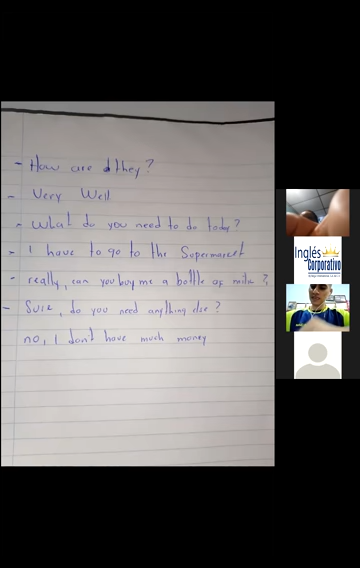 - How are they?
- Very Well
- What do you need to do today?
- I have to go to the Supermarket
- really, can you buy me a bottle of milk?
- Sure, do you need anything else?
no, I don't have much money
Inglés
Corporativo